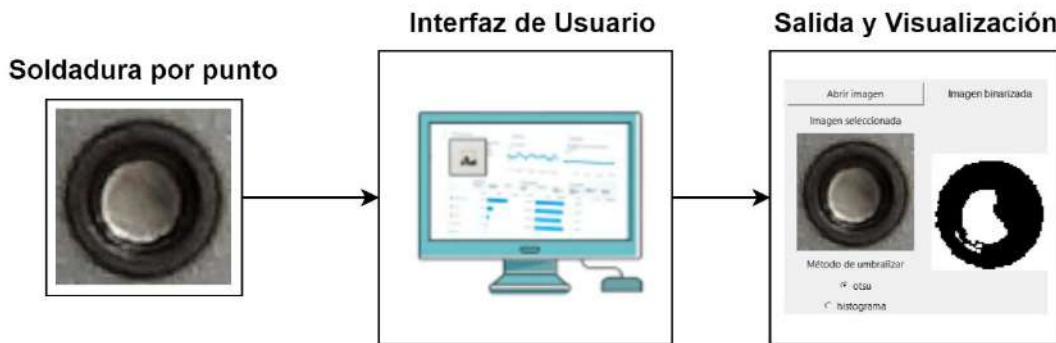 Soldadura por punto
Interfaz de Usuario
Salida y Visualización
Abrir imagen
Imagen binarizada
Imagen seleccionada
Método de umbralizar
otsu
histograma